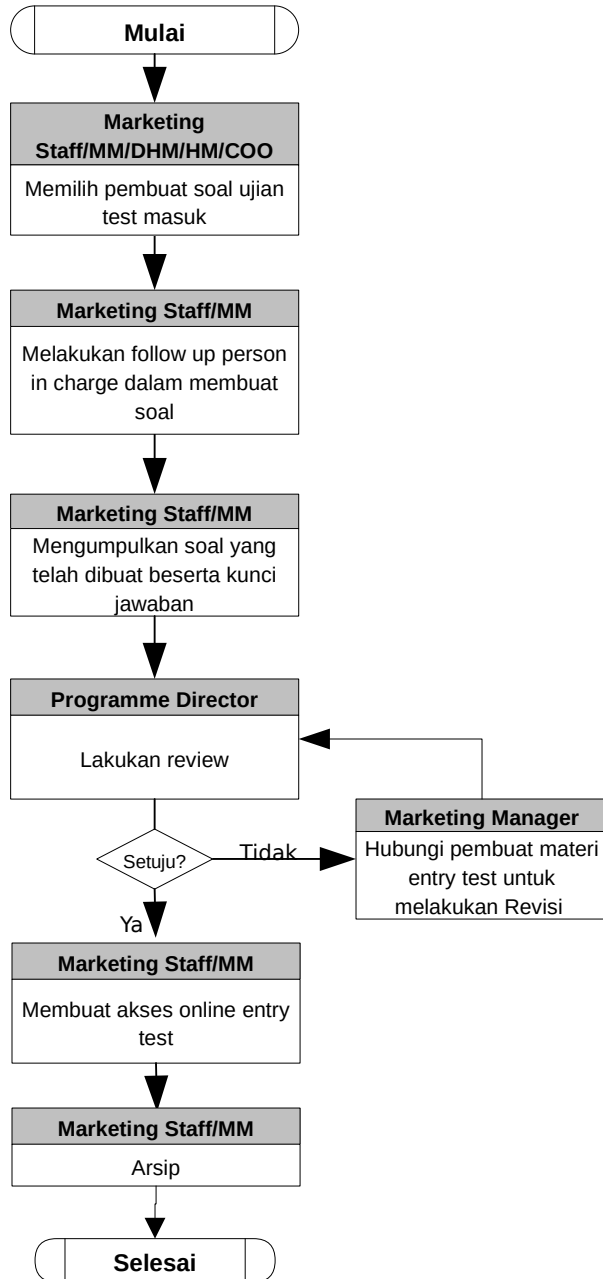 Mulai
Marketing
Staff/MM/DHM/HM/COO
Memilih pembuat soal ujian
test masuk
Marketing Staff/MM
Melakukan follow up person
in charge dalam membuat
soal
Marketing Staff/MM
Mengumpulkan soal yang
telah dibuat beserta kunci
jawaban
Programme Director
Lakukan review
Setuju?
Tidak
Marketing Manager
Hubungi pembuat materi
entry test untuk
melakukan Revisi
Ya
Marketing Staff/MM
Membuat akses online entry
test
Marketing Staff/MM
Arsip
Selesai